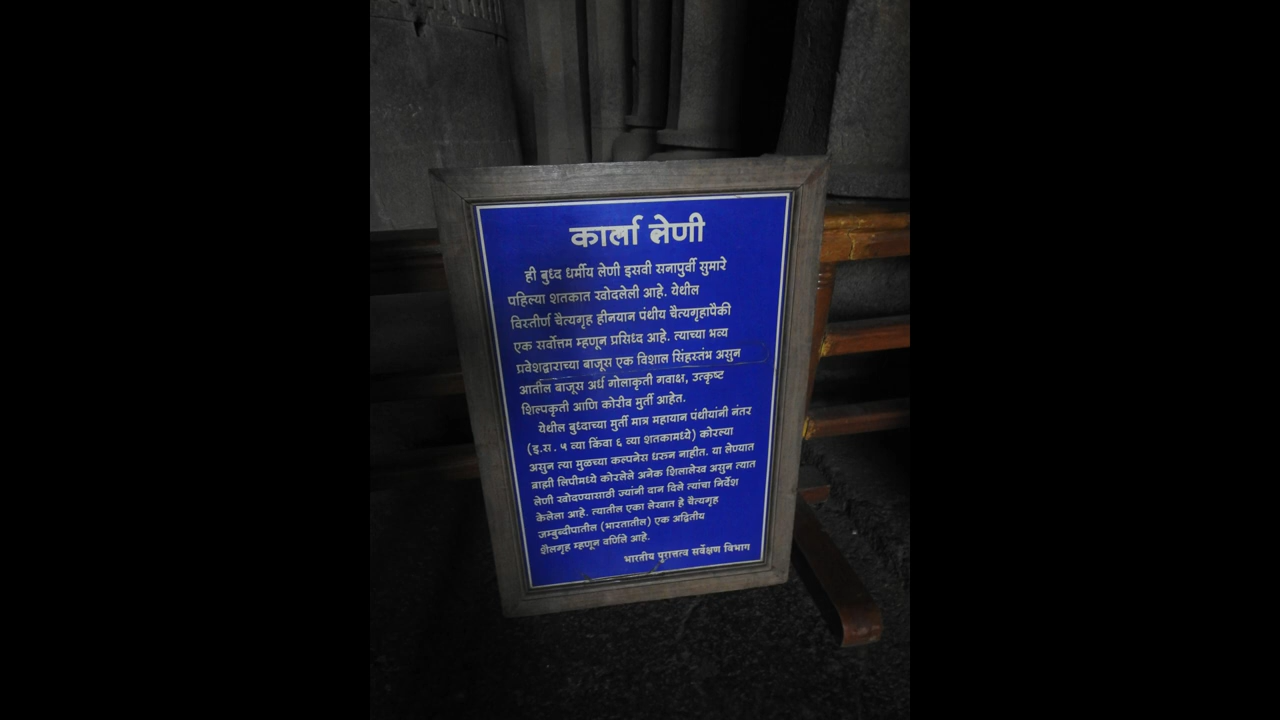 कार्ला लेणी
ही बुध्द धर्मीय लेणी इसवी सनापुर्वी सुमारे
पहिल्या शतकात खोदलेली आहे. येथील
विस्तीर्ण चैत्यगृह हीनयान पंथीय चैत्यगृहापैकी
एक सर्वोत्तम म्हणून प्रसिध्द आहे. त्याच्या भव्य
प्रवेशद्वाराच्या बाजूस एक विशाल सिंहस्तंभ असुन
आतील बाजूस अर्ध गोलाकृती गवाक्ष, उत्कृष्ट
शिल्पकृती आणि कोरीव मुर्ती आहेत.
येथील बुध्दाच्या मुर्ती मात्र महायान पंथीयांनी नंतर
(इ.स. ५ व्या किंवा ६ व्या शतकामध्ये) कोरल्या
असुन त्या मुळच्या कल्पनेस धरुन नाहीत. या लेण्यात
ब्राह्मी लिपीमध्ये कोरलेले अनेक शिलालेख असुन त्यात
लेणी खोदण्यासाठी ज्यांनी दान दिले त्यांचा निर्देश
केलेला आहे. त्यातील एका लेखात हे चैत्यगृह
जम्बुव्दीपातील (भारतातील) एक अद्वितीय
शैलगृह म्हणून वर्णिले आहे.
भारतीय पुरातत्त्व सर्वेक्षण विभाग